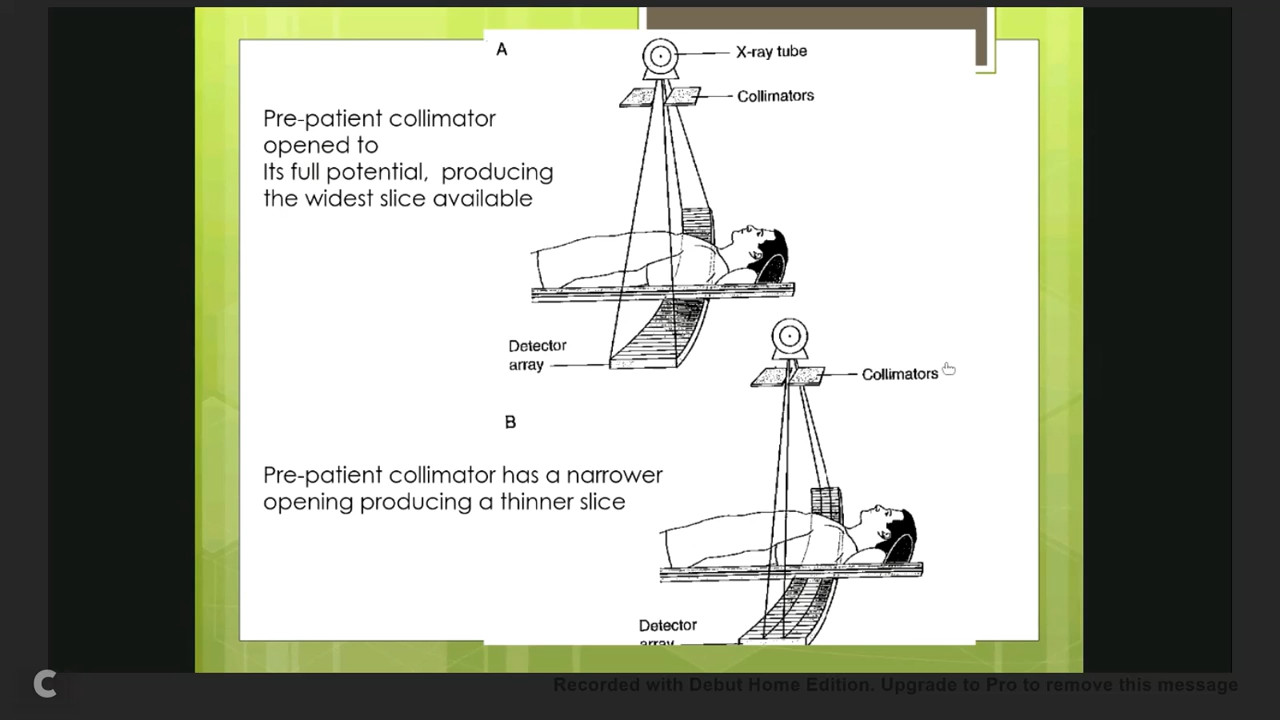 A
X-ray tube
Collimators
Pre-patient collimator
opened to
Its full potential, producing
the widest slice available
Detector
array
Collimators
B
Pre-patient collimator has a narrower
opening producing a thinner slice
Detector
array
C
Recorded with Debut Home Edition. Upgrade to Pro to remove this message